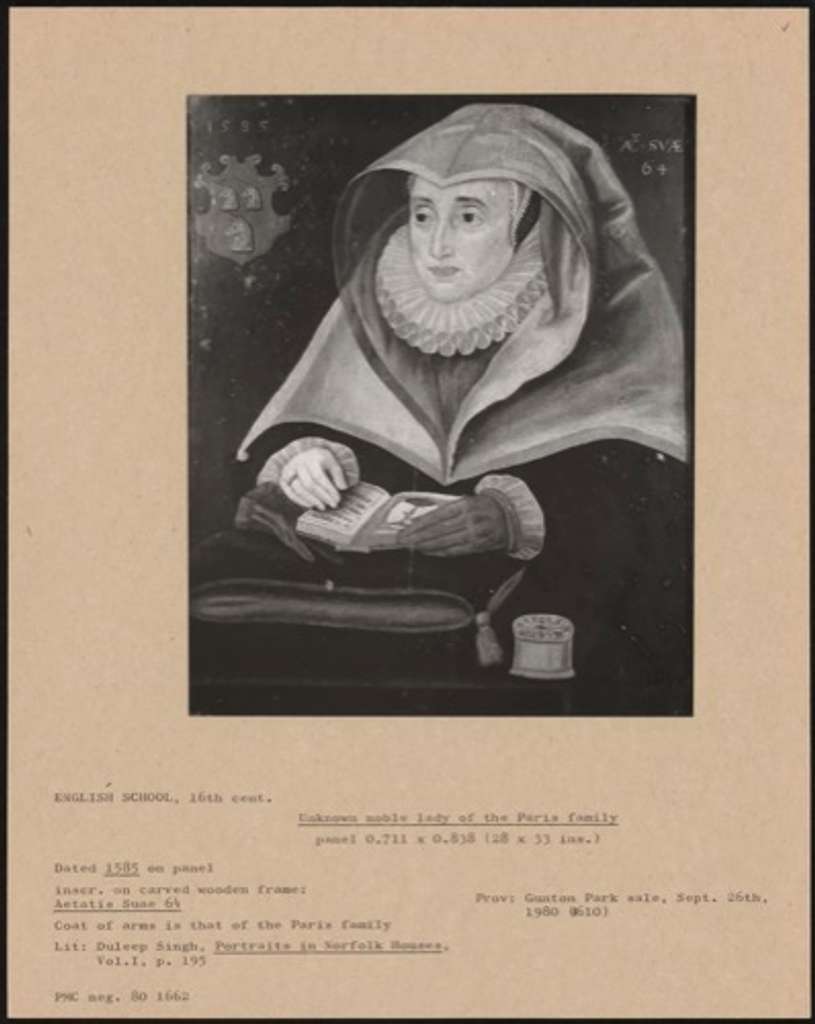 1585
ÆT · SVÆ
64
ENGLISH SCHOOL, 16th cent.
Unknown noble lady of the Paris family
panel 0.711 x 0.838 (28 x 33 ins.)
Dated 1585 on panel
inscr. on carved wooden frame:
Aetatis Suae 64
Prov: Gunton Park sale, Sept. 26th,
1980 (#610)
Coat of arms is that of the Paris family
Lit: Duleep Singh, Portraits in Norfolk Houses,
Vol.I, p. 195
PMC neg. 80 1662